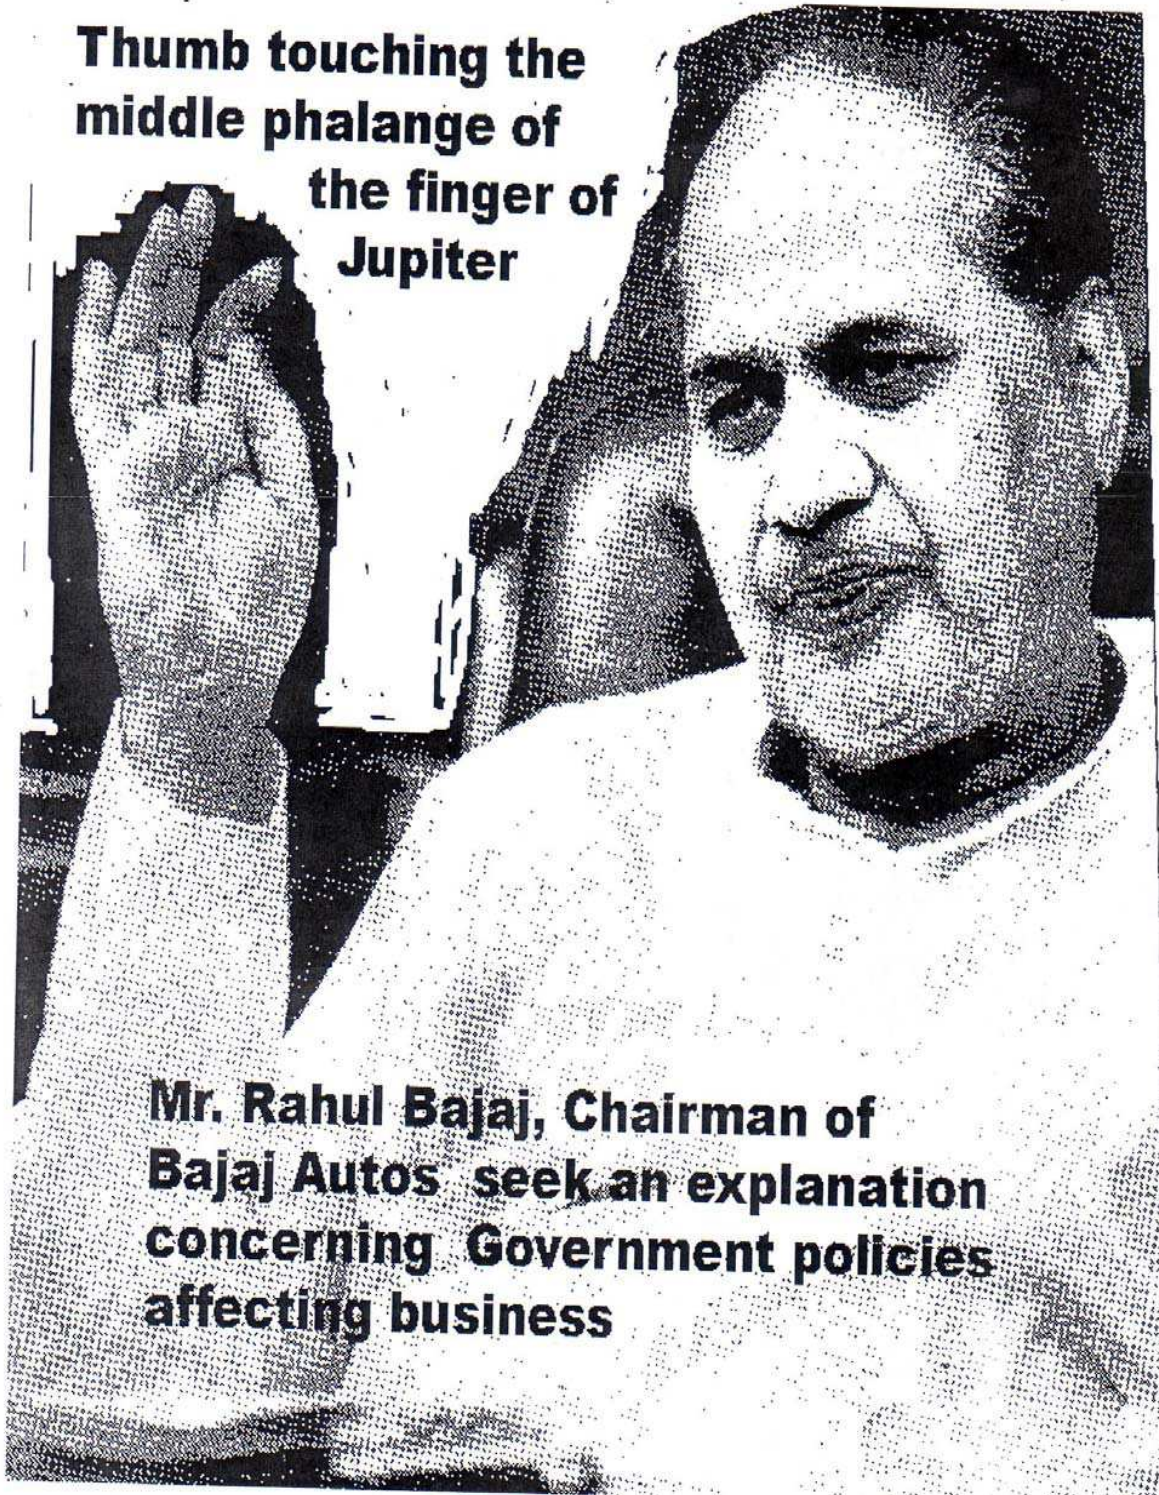 Thumb touching the
middle phalange of
the finger of
Jupiter
Mr. Rahul Bajaj, Chairman of
Bajaj Autos seek an explanation
concerning Government policies
affecting business